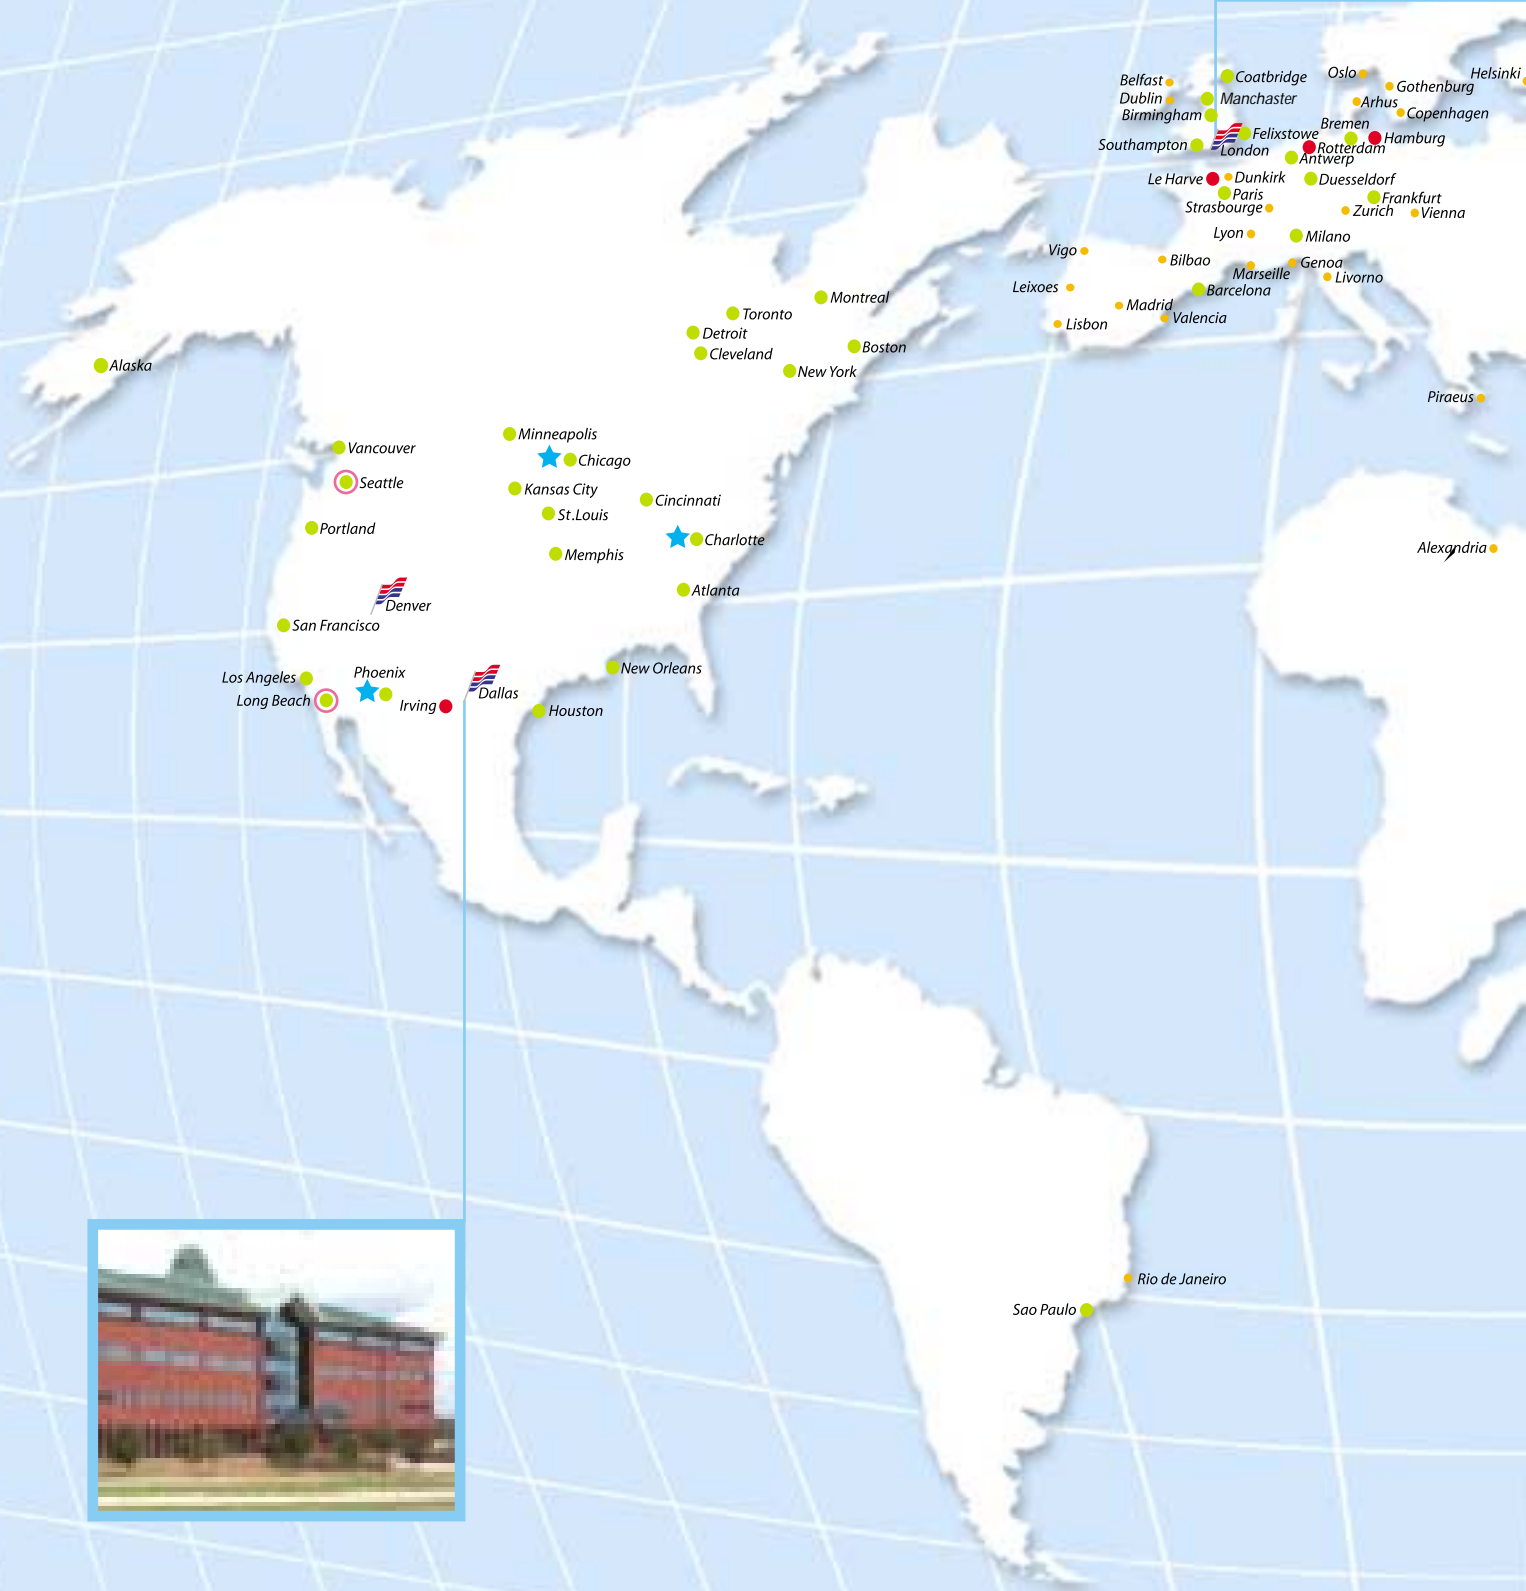 Belfast
Dublin
Coatbridge
Manchaster
Birmingham
Southampton
Felixstowe
London
Oslo
Helsinki
Gothenburg
Arhus
Copenhagen
Bremen
Hamburg
Rotterdam
Antwerp
Le Harve
Dunkirk
Paris
Duesseldorf
Frankfurt
Strasbourge
Zurich
Vienna
Lyon
Milano
Vigo
Bilbao
Genoa
Marseille
Livorno
Leixoes
Barcelona
Madrid
Valencia
Lisbon
Piraeus
Alexandria
Montreal
Toronto
Detroit
Cleveland
Boston
New York
Alaska
Vancouver
Seattle
Portland
Minneapolis
Chicago
Kansas City
Cincinnati
St.Louis
Charlotte
Memphis
Atlanta
Denver
San Francisco
Los Angeles
Long Beach
Phoenix
Irving
Dallas
New Orleans
Houston
Rio de Janeiro
Sao Paulo